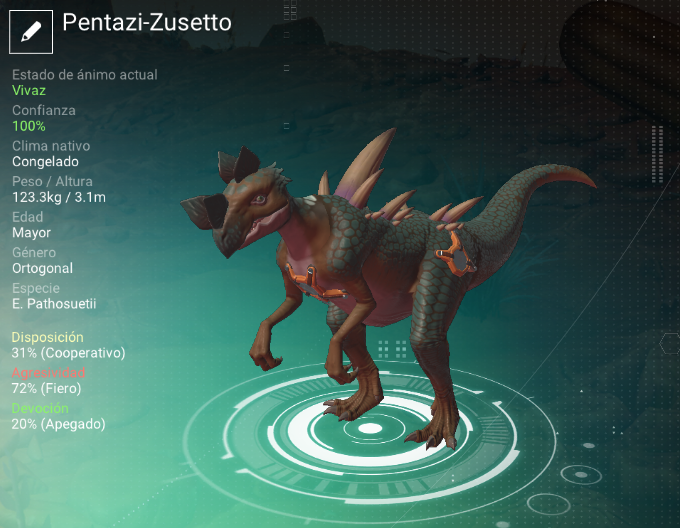 Pentazi-Zusetto
Estado de ánimo actual
Vivaz
Confianza
100%
Clima nativo
Congelado
Peso / Altura
123.3kg / 3.1m
Edad
Mayor
Género
Ortogonal
Especie
E. Pathosuetii
Disposición
31% (Cooperativo)
Agresividad
72% (Fiero)
Devoción
20% (Apegado)